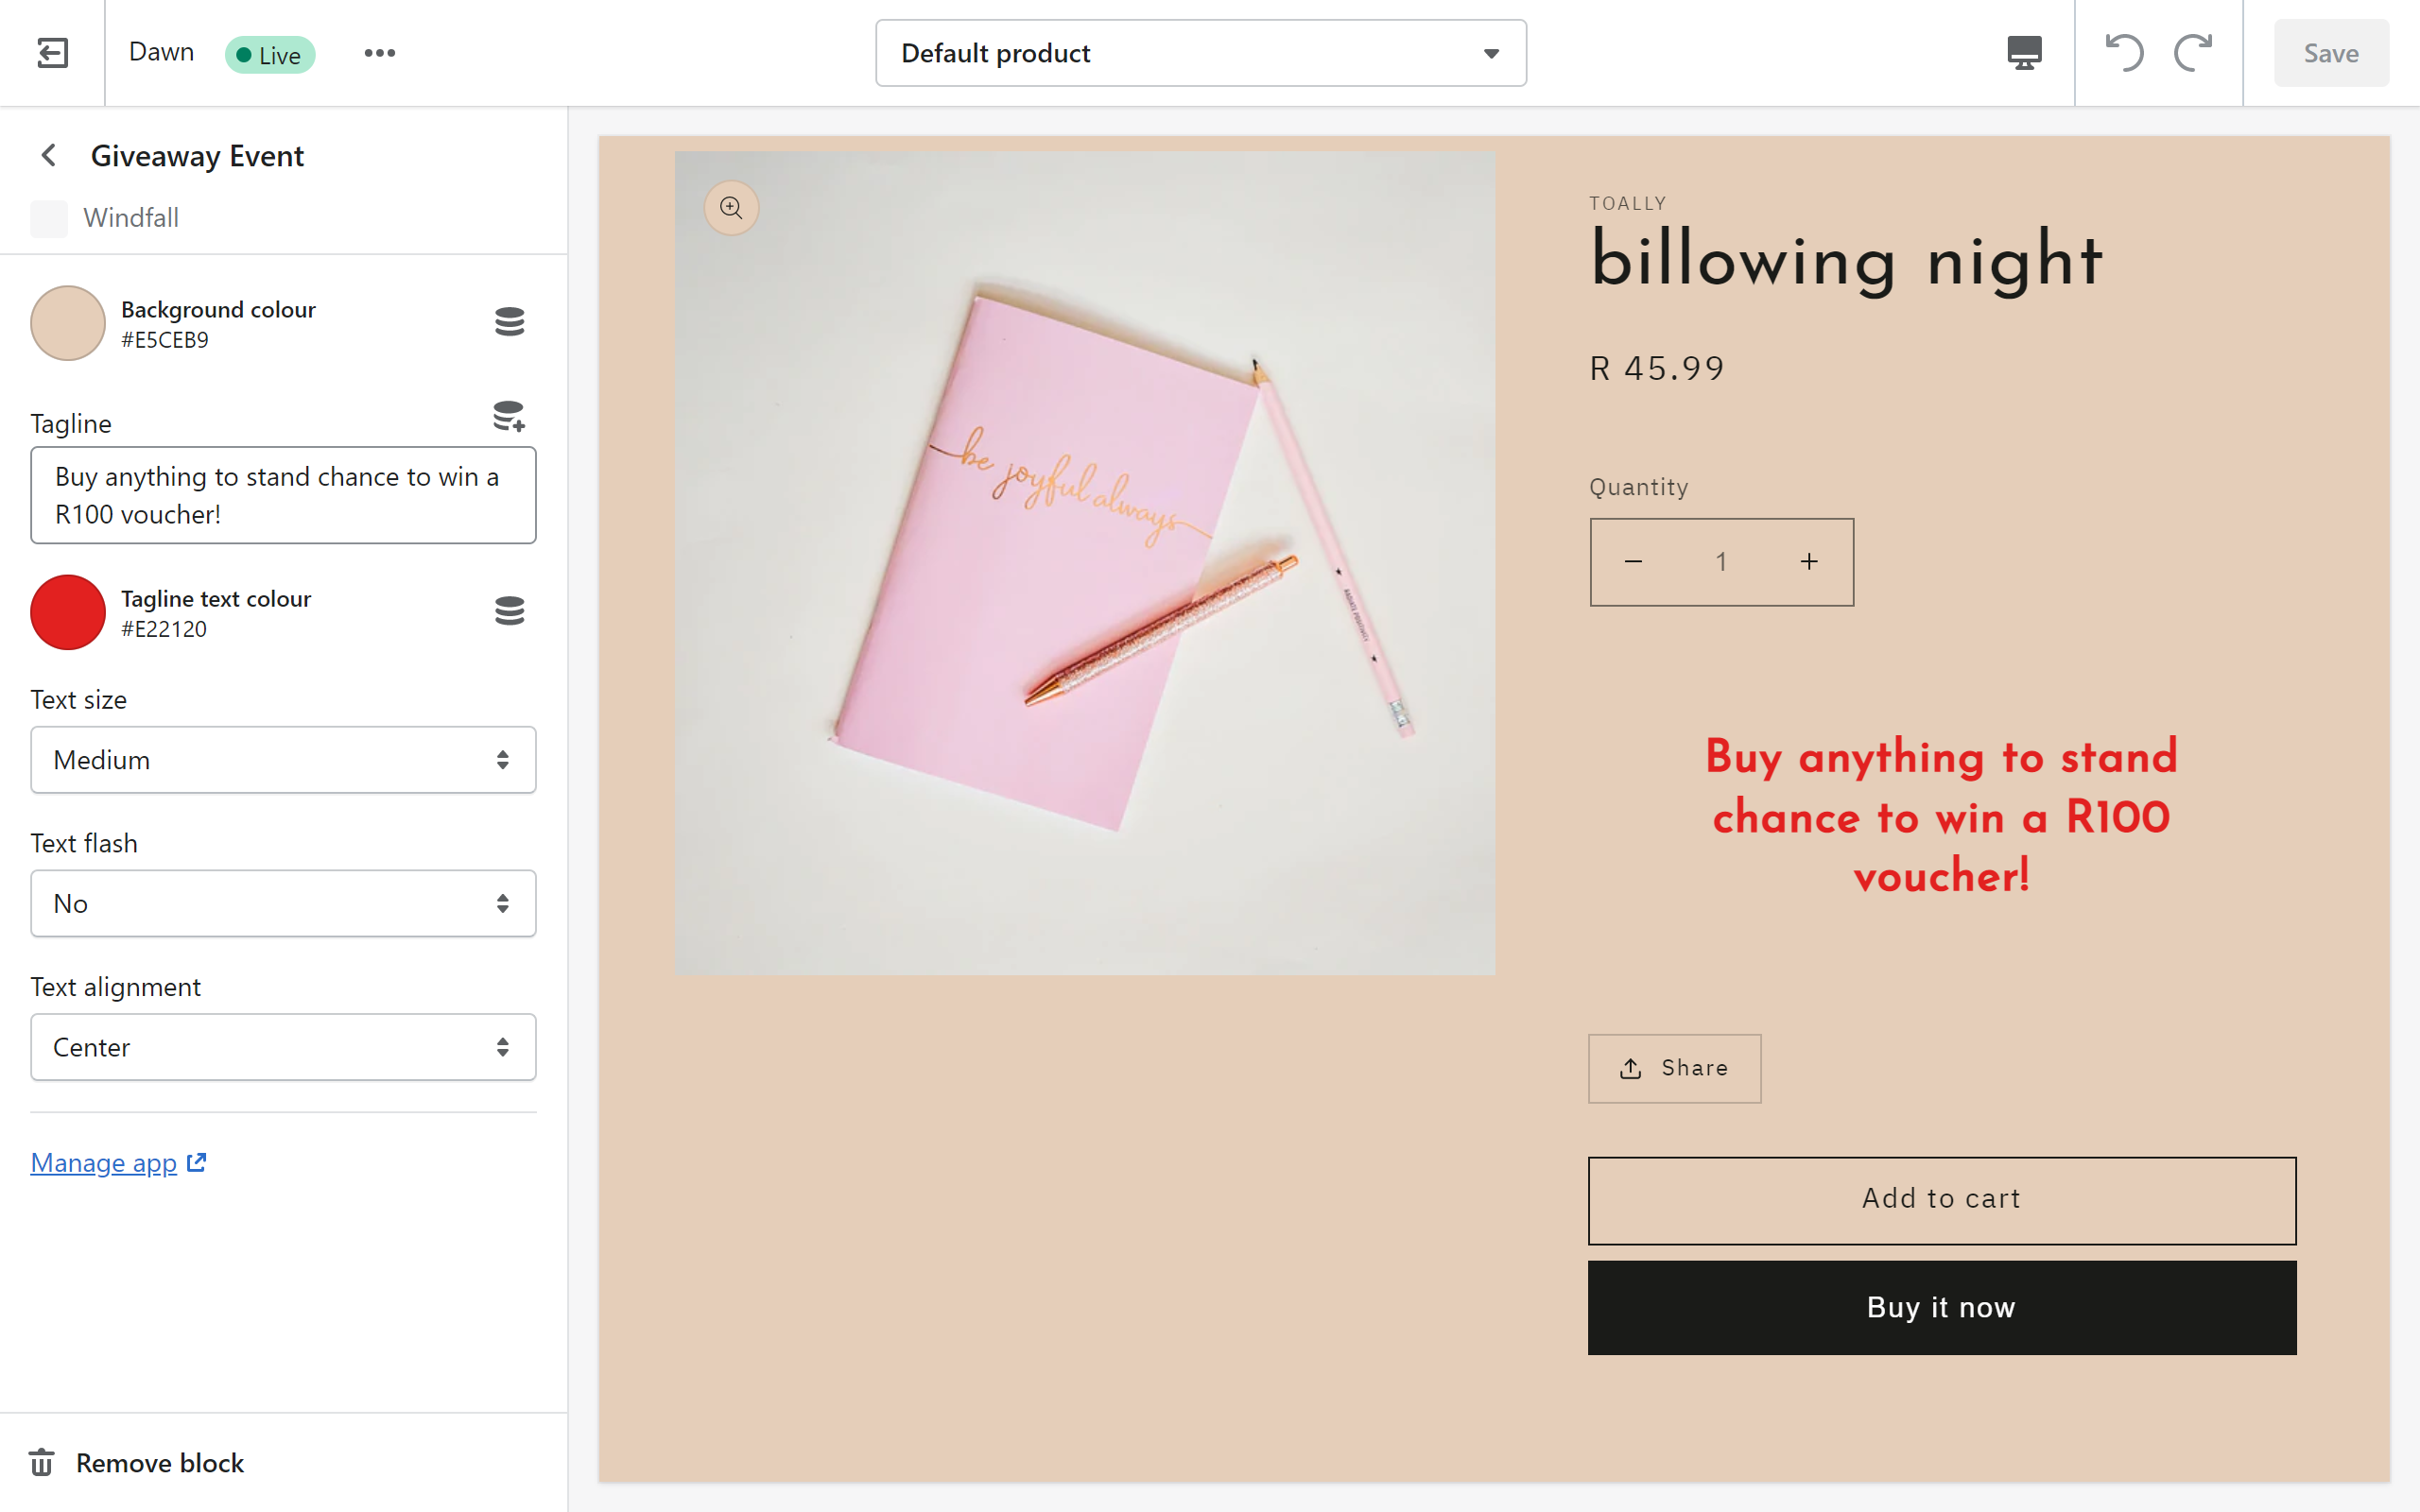 Dawn
Live
Default product
Save
Giveaway Event
Windfall
Background colour
#E5CEB9
Tagline
Buy anything to stand chance to win a
R100 voucher!
Tagline text colour
#E22120
Text size
Medium
Text flash
No
Text alignment
Center
Manage app
Remove block
be joyful always
TOALLY
billowing night
R 45.99
Quantity
1
Buy anything to stand
chance to win a R100
voucher!
Share
Add to cart
Buy it now